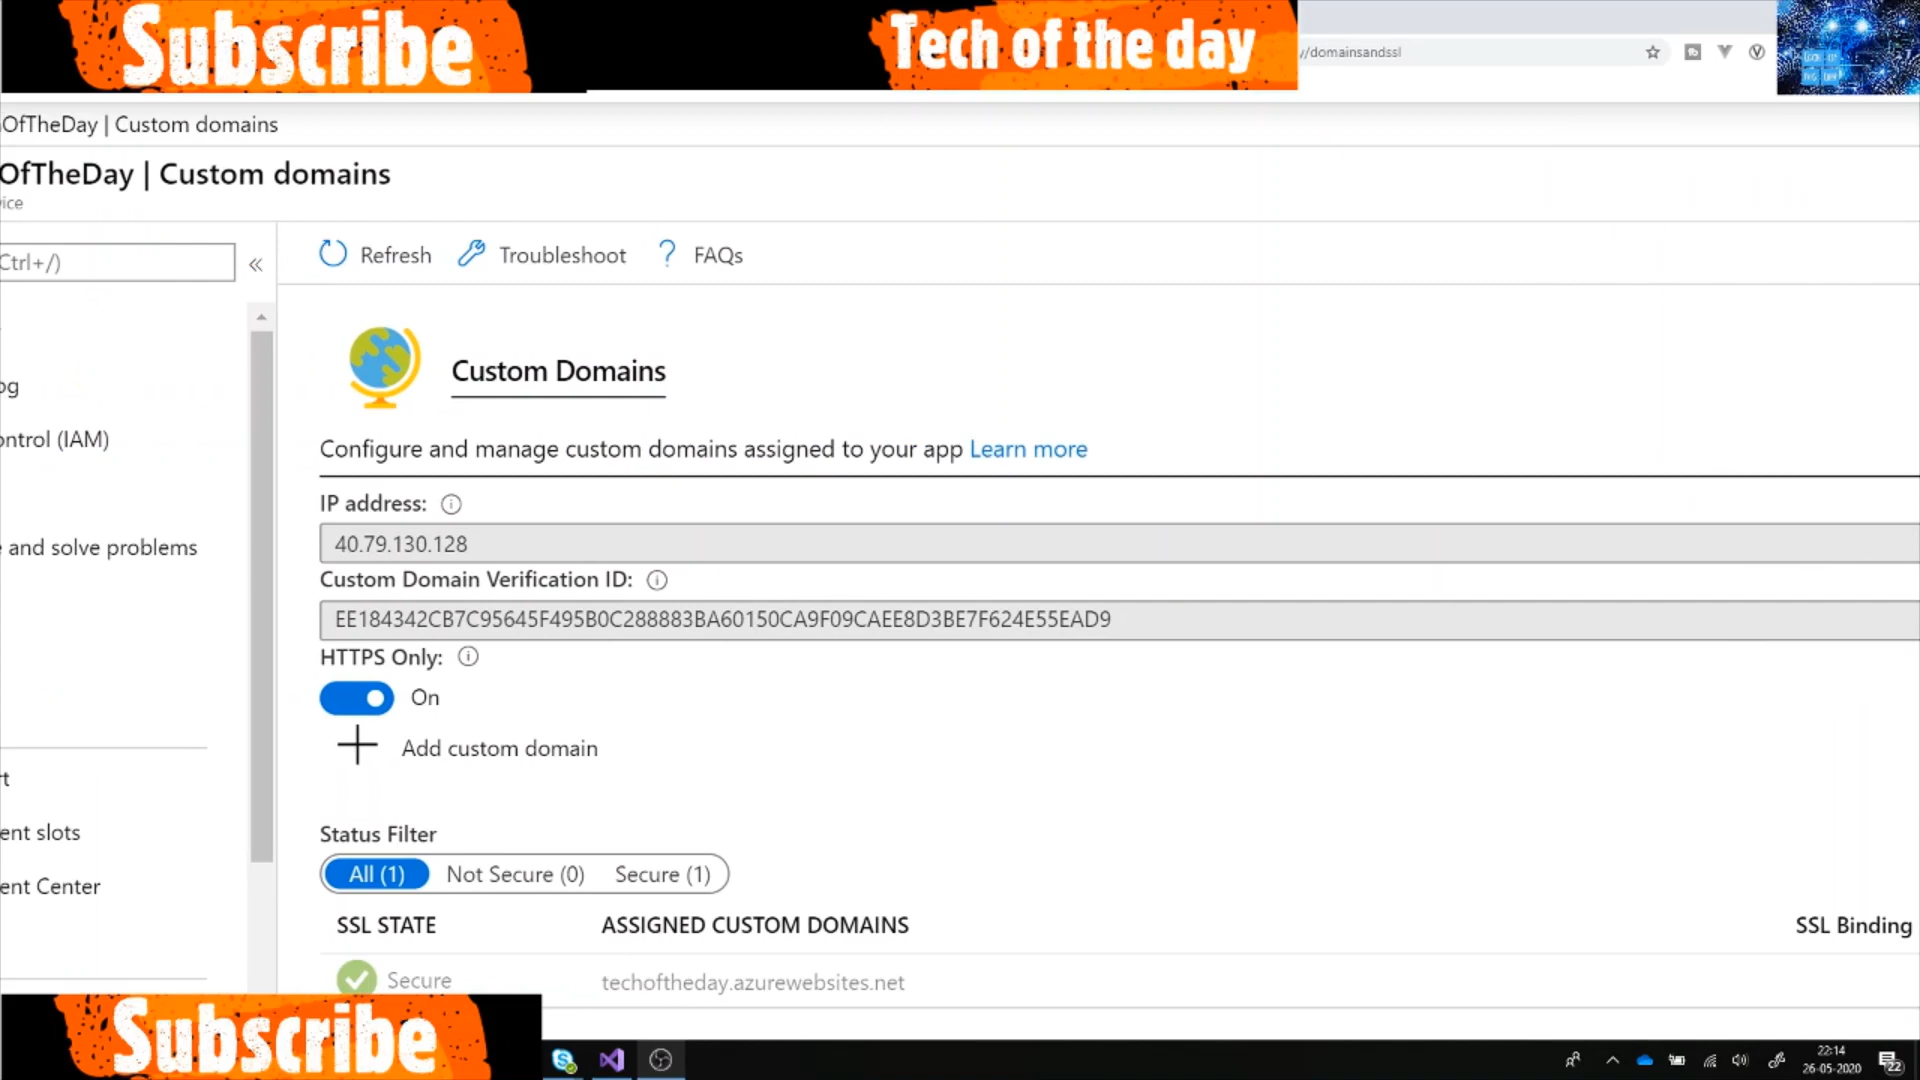 Subscribe
Tech of the day
//domainsandssl
OfTheDay | Custom domains
OfTheDay | Custom domains
ice
Ctrl+/)
«
Refresh
Troubleshoot
? FAQs
og
ontrol (IAM)
and solve problems
t
ent slots
ent Center
Custom Domains
Configure and manage custom domains assigned to your app Learn more
IP address:
40.79.130.128
Custom Domain Verification ID:
EE184342CB7C95645F495B0C288883BA60150CA9F09CAEE8D3BE7F624E55EAD9
HTTPS Only:
On
Add custom domain
Status Filter
All (1)
Not Secure (0)
Secure (1)
SSL STATE
ASSIGNED CUSTOM DOMAINS
SSL Binding
Secure
techoftheday.azurewebsites.net
Subscribe
22:14
26-05-2020
22